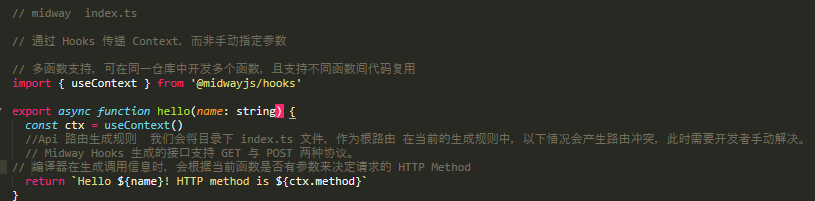 // midway  index.ts
// 通过 Hooks 传递 Context, 而非手动指定参数
// 多函数支持, 可在同一仓库中开发多个函数, 且支持不同函数间代码复用
import { useContext } from '@midwayjs/hooks'
export async function hello(name: string) {
  const ctx = useContext()
  //Api 路由生成规则  我们会将目录下 index.ts 文件, 作为根路由 在当前的生成规则中, 以下情况会产生路由冲突, 此时需要开发者手动解决。
  // Midway Hooks 生成的接口支持 GET 与 POST 两种协议。
// 编译器在生成调用信息时, 会根据当前函数是否有参数来决定请求的 HTTP Method
  return `Hello ${name}! HTTP method is ${ctx.method}`
}